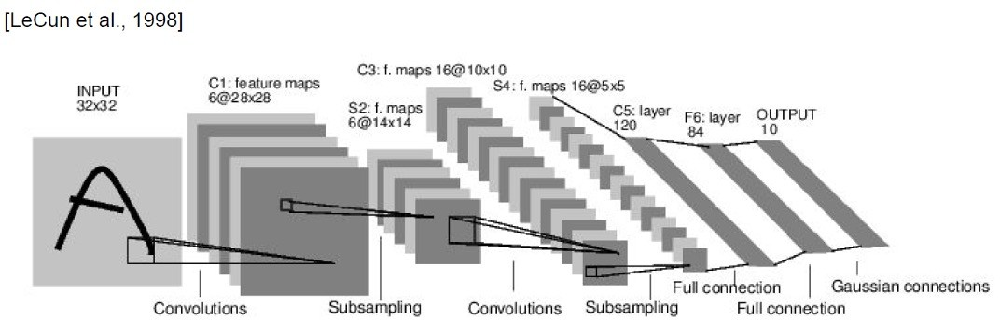 [LeCun et al., 1998]
INPUT
32x32
C1: feature maps
6@28x28
S2: f. maps
6@14x14
C3: f. maps 16@10x10
S4: f. maps 16@5x5
C5: layer
120
F6: layer
84
OUTPUT
10
A
Convolutions
Subsampling
Convolutions
Subsampling
Full connection
Full connection
Gaussian connections